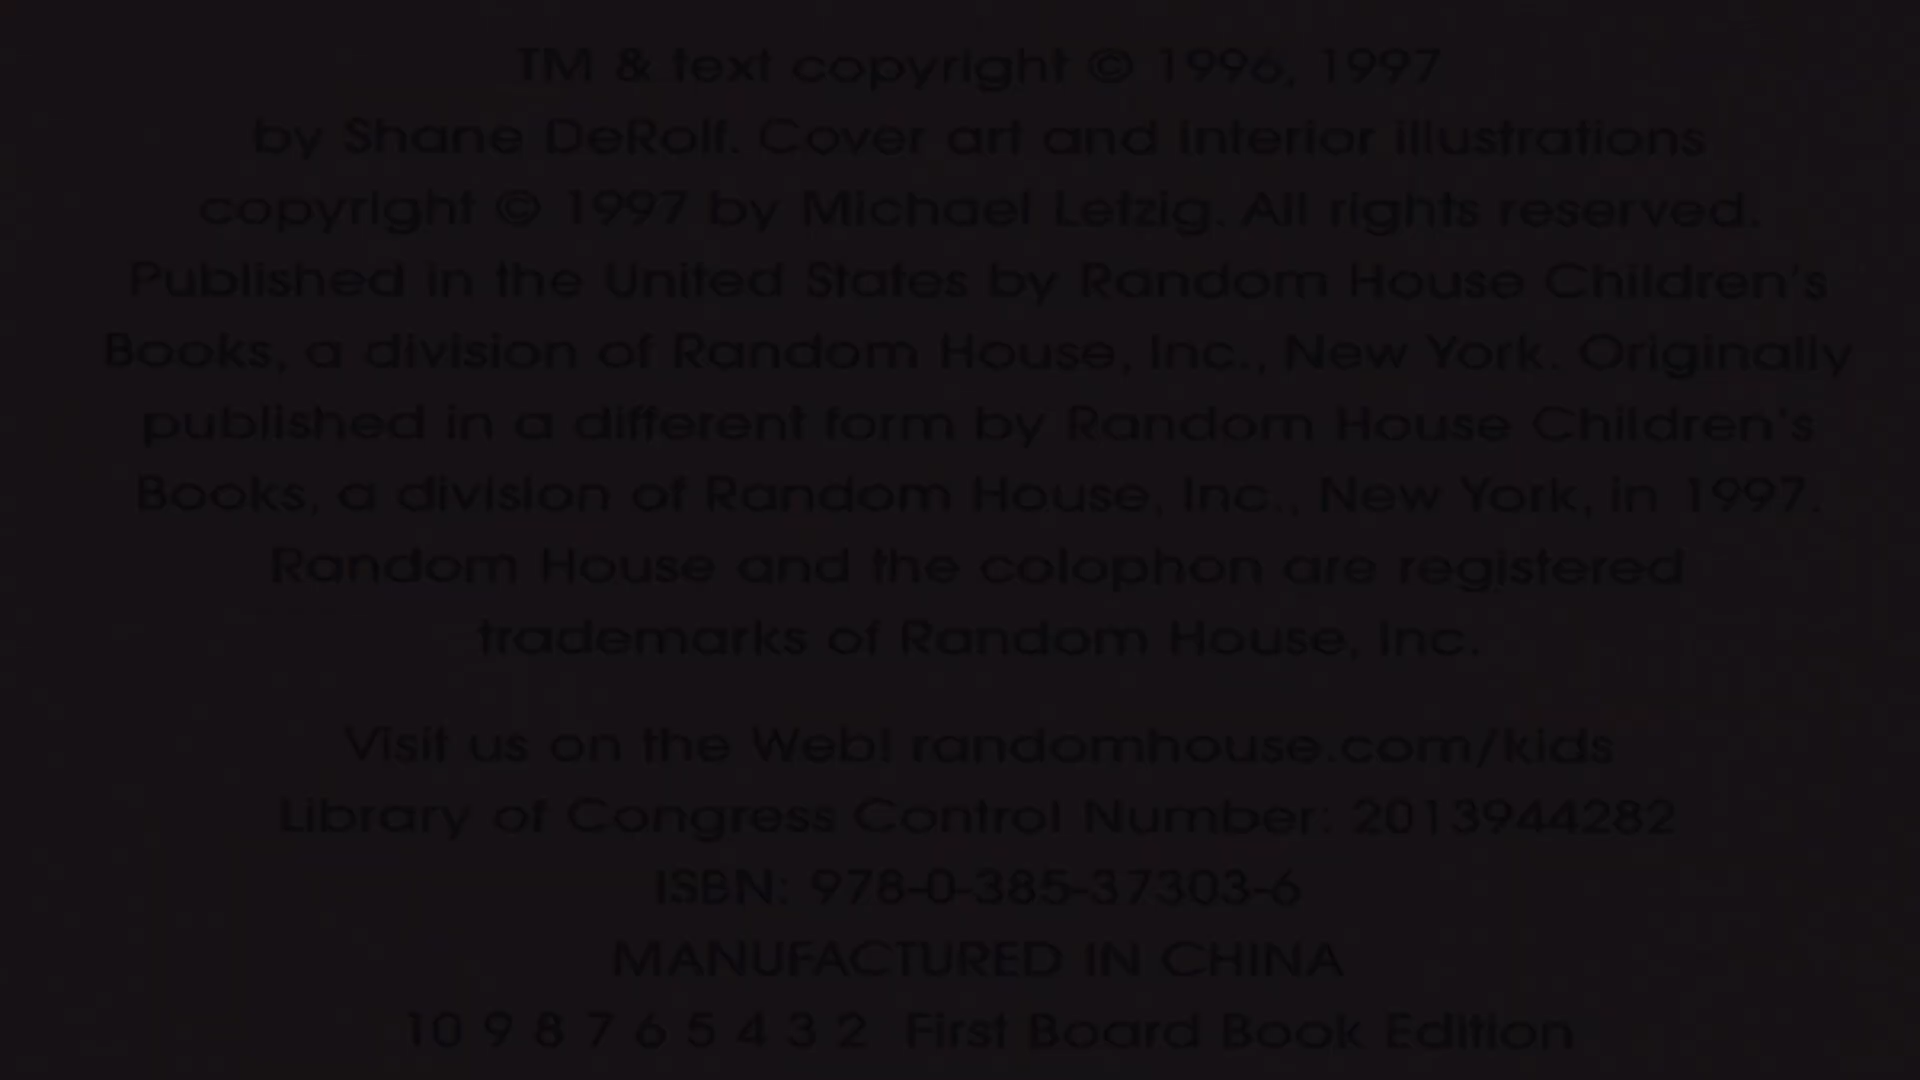 TM & text copyright © 1996, 1997
by Shane DeRolf. Cover art and interior illustrations
copyright © 1997 by Michael Letzig. All rights reserved.
Published in the United States by Random House Children's
Books, a division of Random House, Inc., New York. Originally
published in a different form by Random House Children's
Books, a division of Random House, Inc., New York, in 1997.
Random House and the colophon are registered
trademarks of Random House, Inc.
Visit us on the Web! randomhouse.com/kids
Library of Congress Control Number: 2013944282
ISBN: 978-0-385-37303-6
MANUFACTURED IN CHINA
10 9 8 7 6 5 4 3 2 First Board Book Edition